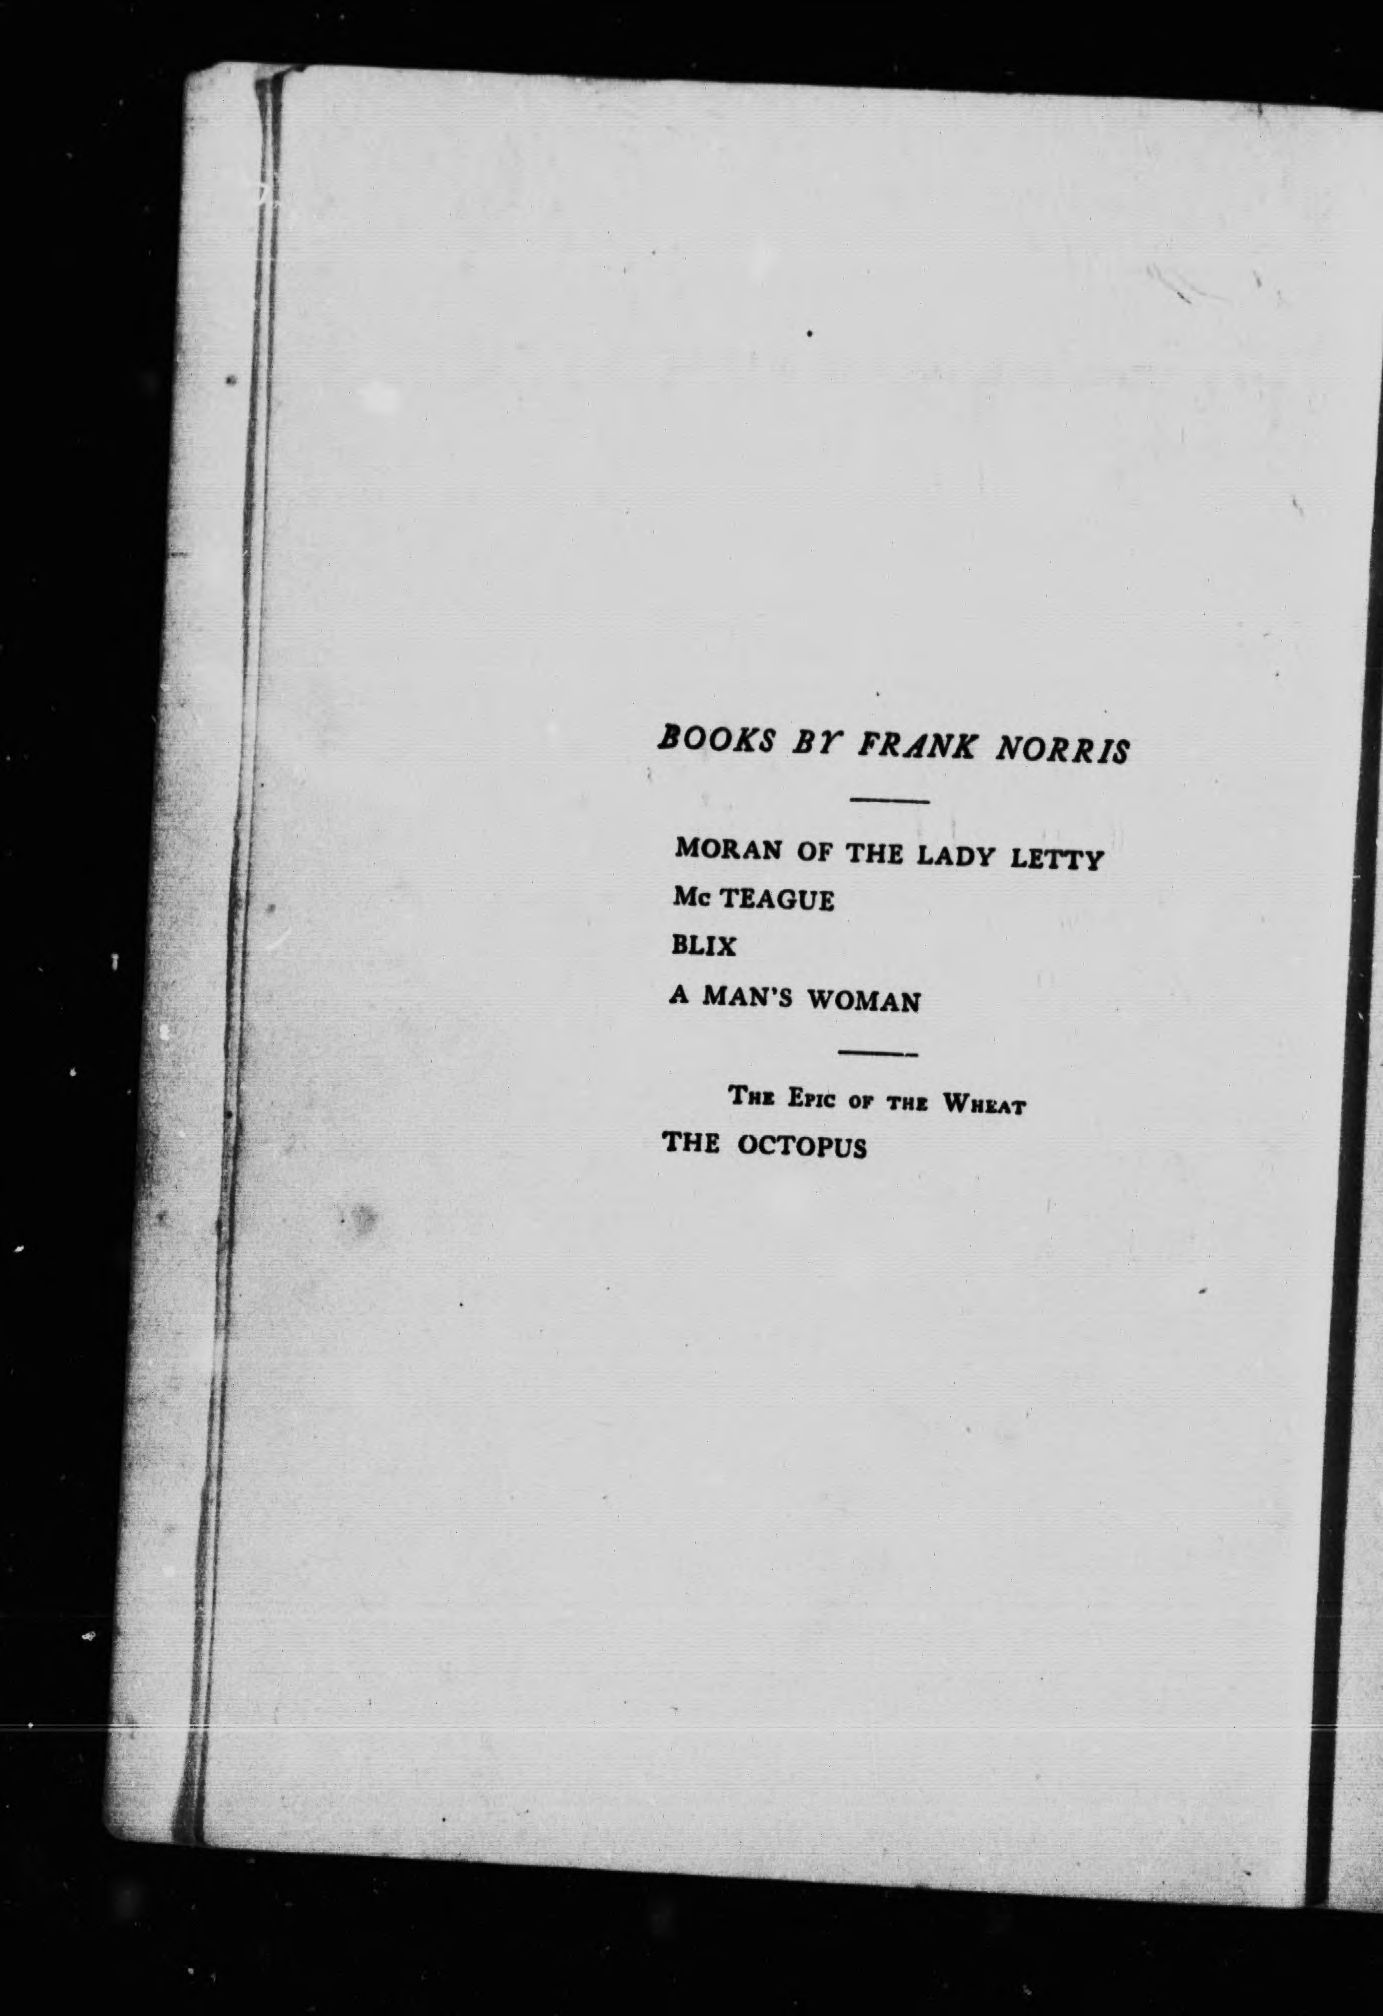 BOOKS BY FRANK NORRIS
MORAN OF THE LADY LETTY
Mc TEAGUE
BLIX
A MAN'S WOMAN
THE EPIC OF THE WHEAT
THE OCTOPUS